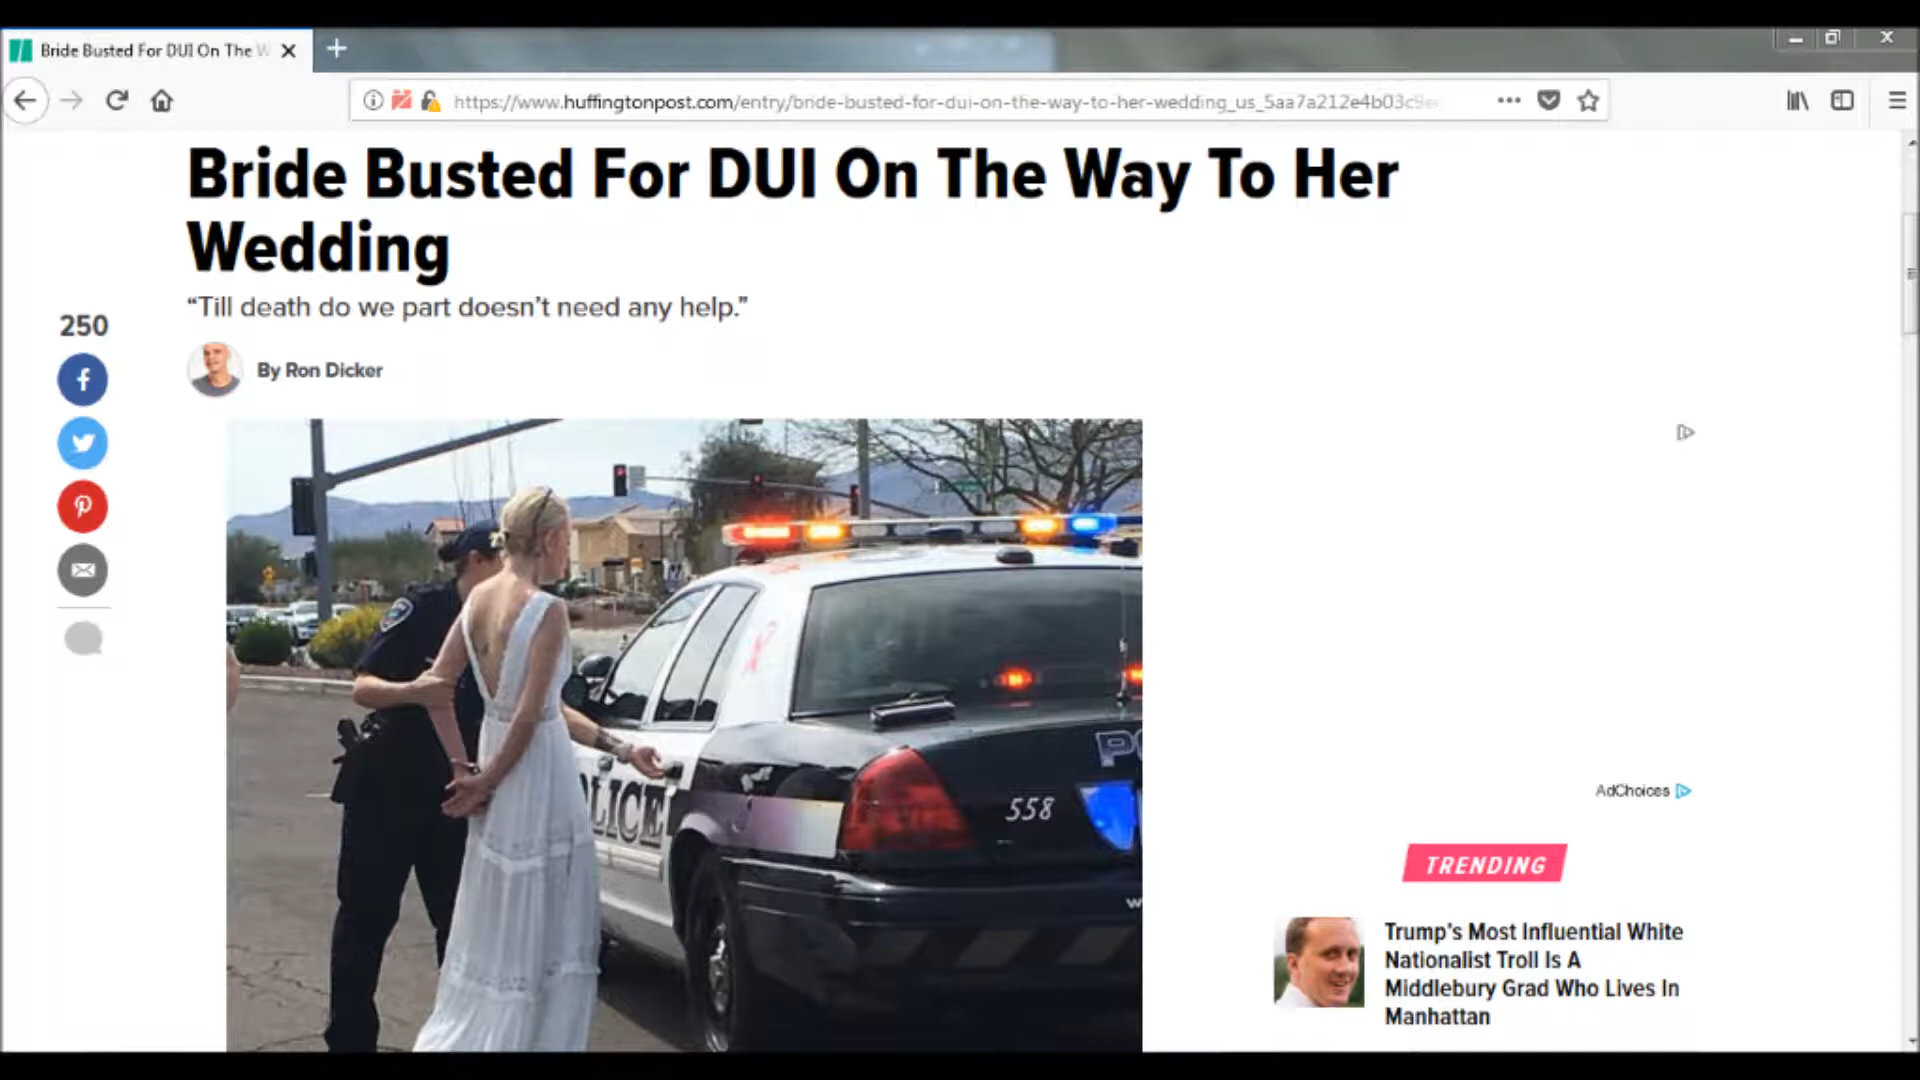 Bride Busted For DUI On The W
https://www.huffingtonpost.com/entry/bride-busted-for-dui-on-the-way-to-her-wedding_us_5aa7a212e4b03c9e
Bride Busted For DUI On The Way To Her
Wedding
“Till death do we part doesn’t need any help.”
250
By Ron Dicker
LICE
558
PO
w
AdChoices
TRENDING
Trump's Most Influential White
Nationalist Troll Is A
Middlebury Grad Who Lives In
Manhattan